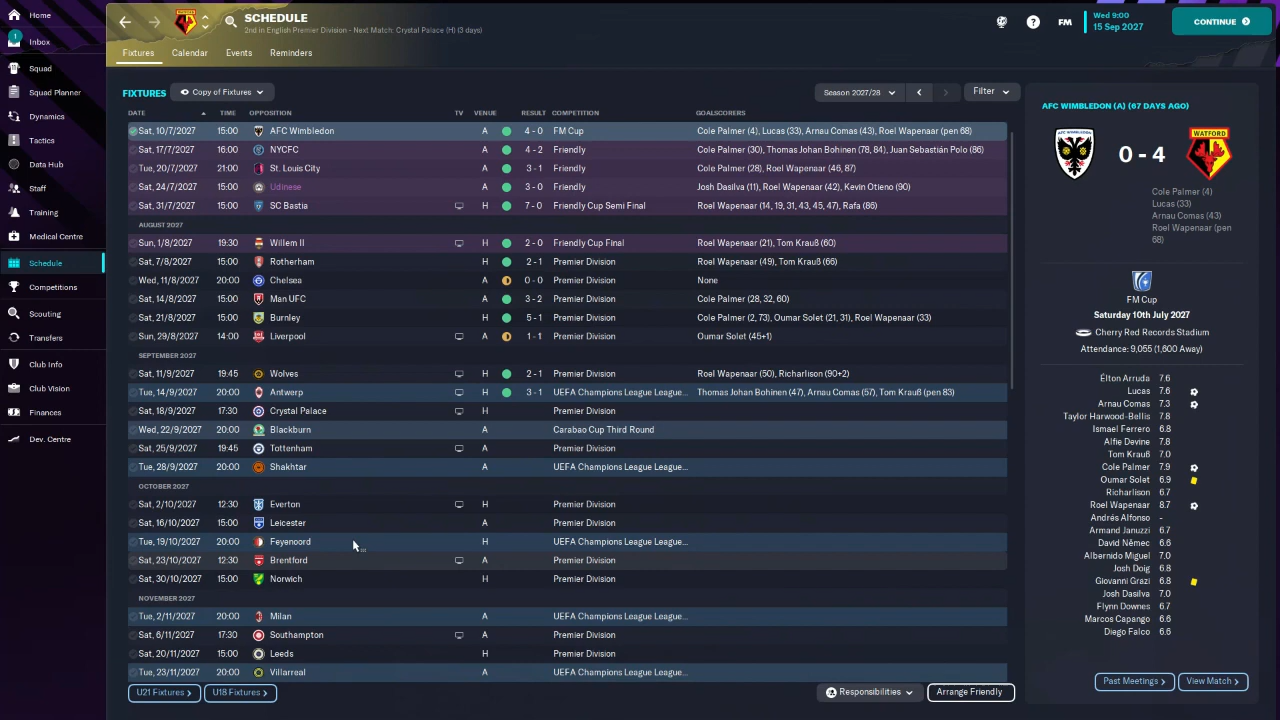 Home
1
Inbox
Squad
Squad Planner
Dynamics
Tactics
Data Hub
Staff
Training
Medical Centre
Schedule
Competitions
Scouting
Transfers
Club Info
Club Vision
Finances
Dev. Centre
SCHEDULE
2nd in English Premier Division - Next Match: Crystal Palace (H) (3 days)
FM
Wed 9:00
15 Sep 2027
CONTINUE
Fixtures Calendar Events Reminders
FIXTURES Copy of Fixtures Season 2027/28 Filter
DATE TIME OPPOSITION TV VENUE RESULT COMPETITION GOALSCORERS
Sat, 10/7/2027 15:00 AFC Wimbledon A 4 - 0 FM Cup Cole Palmer (4), Lucas (33), Arnau Comas (43), Roel Wapenaar (pen 68)
Sat, 17/7/2027 16:00 NYCFC A 4 - 2 Friendly Cole Palmer (30), Thomas Johan Bohinen (78, 84), Juan Sebastián Polo (86)
Tue, 20/7/2027 21:00 St. Louis City A 3 - 1 Friendly Cole Palmer (28), Roel Wapenaar (46, 87)
Sat, 24/7/2027 15:00 Udinese A 3 - 0 Friendly Josh Dasilva (11), Roel Wapenaar (42), Kevin Otieno (90)
Sat, 31/7/2027 15:00 SC Bastia H 7 - 0 Friendly Cup Semi Final Roel Wapenaar (14, 19, 31, 43, 45, 47), Rafa (86)
AUGUST 2027
Sun, 1/8/2027 19:30 Willem II H 2 - 0 Friendly Cup Final Roel Wapenaar (21), Tom Krauß (60)
Sat, 7/8/2027 15:00 Rotherham H 2 - 1 Premier Division Roel Wapenaar (49), Tom Krauß (66)
Wed, 11/8/2027 20:00 Chelsea A 0 - 0 Premier Division None
Sat, 14/8/2027 15:00 Man UFC A 3 - 2 Premier Division Cole Palmer (28, 32, 60)
Sat, 21/8/2027 15:00 Burnley H 5 - 1 Premier Division Cole Palmer (2, 73), Oumar Solet (21, 31), Roel Wapenaar (33)
Sun, 29/8/2027 14:00 Liverpool A 1 - 1 Premier Division Oumar Solet (45+1)
SEPTEMBER 2027
Sat, 11/9/2027 19:45 Wolves H 2 - 1 Premier Division Roel Wapenaar (50), Richarlison (90+2)
Tue, 14/9/2027 20:00 Antwerp H 3 - 1 UEFA Champions League League... Thomas Johan Bohinen (47), Arnau Comas (57), Tom Krauß (pen 83)
Sat, 18/9/2027 17:30 Crystal Palace H Premier Division
Wed, 22/9/2027 20:00 Blackburn A Carabao Cup Third Round
Sat, 25/9/2027 19:45 Tottenham A Premier Division
Tue, 28/9/2027 20:00 Shakhtar A UEFA Champions League League...
OCTOBER 2027
Sat, 2/10/2027 12:30 Everton H Premier Division
Sat, 16/10/2027 15:00 Leicester A Premier Division
Tue, 19/10/2027 20:00 Feyenoord H UEFA Champions League League...
Sat, 23/10/2027 12:30 Brentford A Premier Division
Sat, 30/10/2027 15:00 Norwich H Premier Division
NOVEMBER 2027
Tue, 2/11/2027 20:00 Milan A UEFA Champions League League...
Sat, 6/11/2027 17:30 Southampton A Premier Division
Sat, 20/11/2027 15:00 Leeds H Premier Division
Tue, 23/11/2027 20:00 Villarreal A UEFA Champions League League...
U21 Fixtures U18 Fixtures Responsibilities Arrange Friendly
AFC WIMBLEDON (A) (67 DAYS AGO)
AFC WIMBLEDON
0 - 4
WATFORD
Cole Palmer (4)
Lucas (33)
Arnau Comas (43)
Roel Wapenaar (pen
68)
FM Cup
Saturday 10th July 2027
Cherry Red Records Stadium
Attendance: 9,055 (1,600 Away)
Élton Arruda 7.6
Lucas 7.6
Arnau Comas 7.3
Taylor Harwood-Bellis 7.8
Ismael Ferrero 6.8
Alfie Devine 7.8
Tom Krauß 7.0
Cole Palmer 7.9
Oumar Solet 6.9
Richarlison 6.7
Roel Wapenaar 8.7
Andrés Alfonso -
Armand Januzzi 6.7
David Němec 6.6
Albernido Miguel 7.0
Josh Doig 6.8
Giovanni Grazi 6.8
Josh Dasilva 7.0
Flynn Downes 6.7
Marcos Capango 6.6
Diego Falco 6.6
Past Meetings View Match